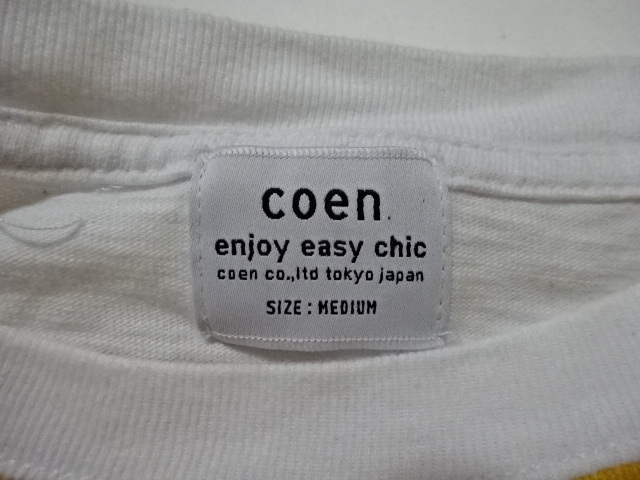 coen.
enjoy easy chic
coen co.,ltd tokyo japan
SIZE : MEDIUM